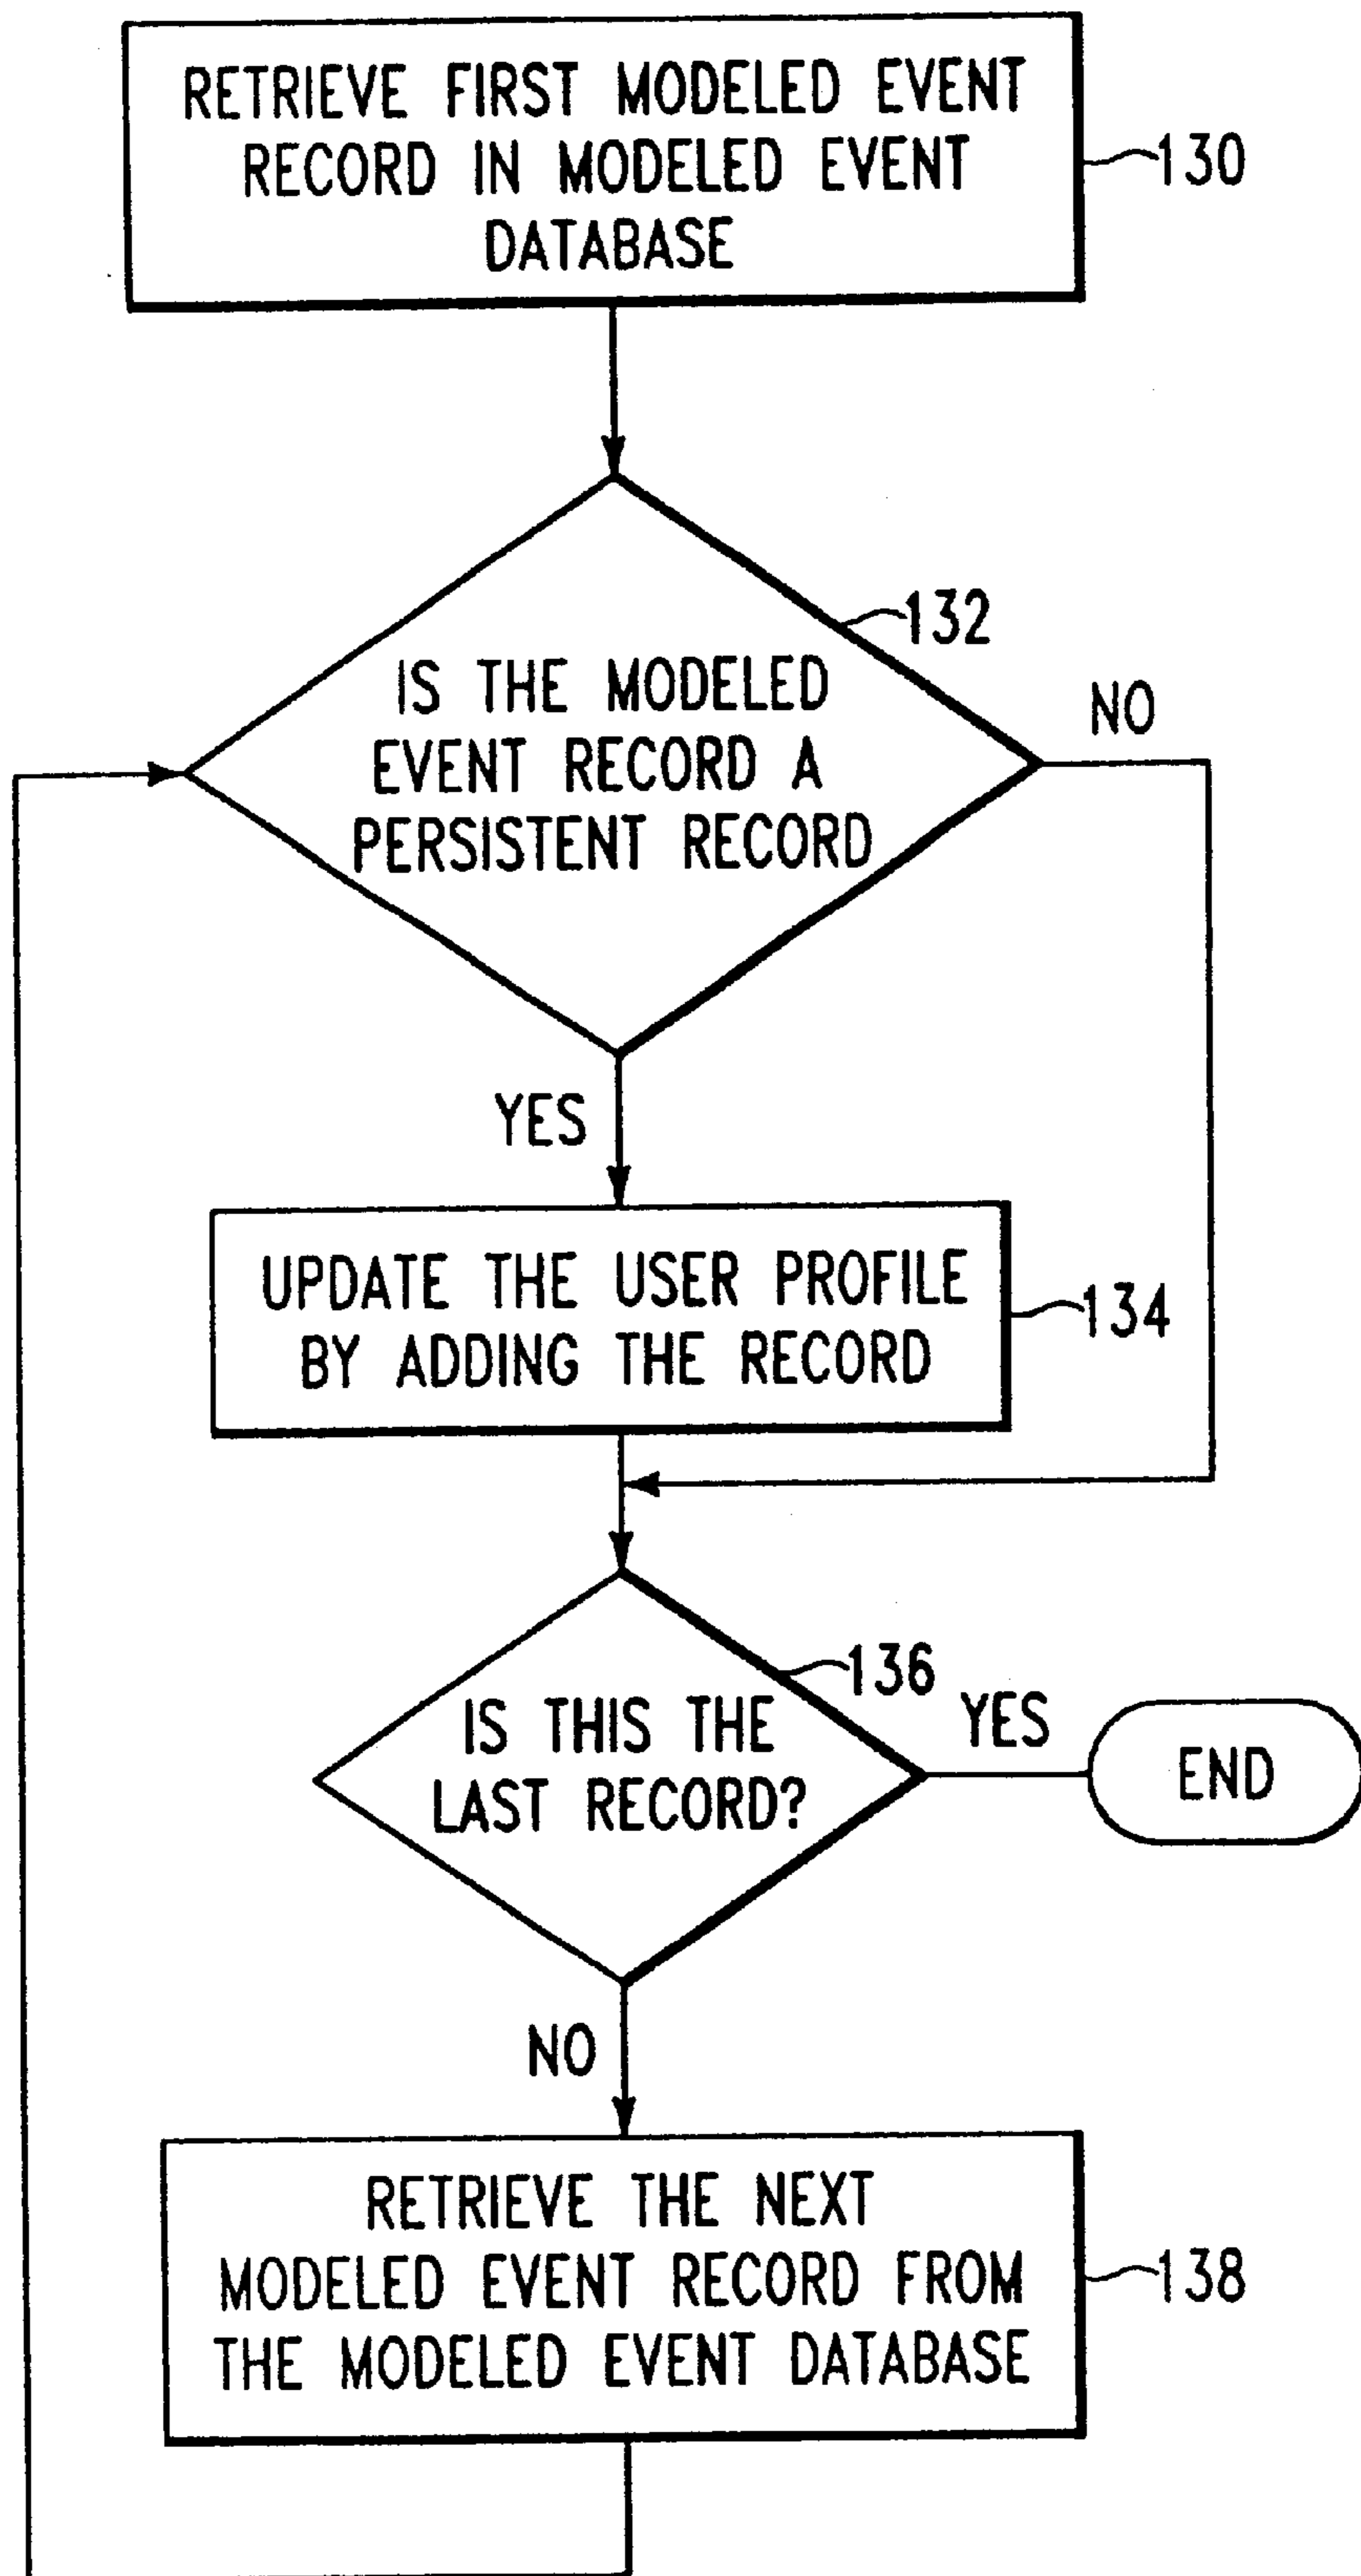 RETRIEVE FIRST MODELED EVENT
RECORD IN MODELED EVENT
DATABASE
130
132
IS THE MODELED
EVENT RECORD A
PERSISTENT RECORD
NO
YES
UPDATE THE USER PROFILE
BY ADDING THE RECORD
134
136
IS THIS THE
LAST RECORD?
YES
END
NO
RETRIEVE THE NEXT
MODELED EVENT RECORD FROM
THE MODELED EVENT DATABASE
138